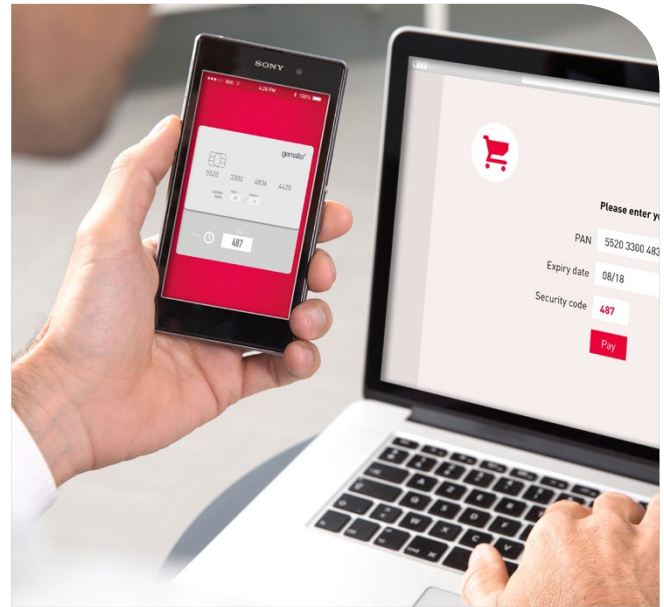 SONY
4:20 PM
100%
gemalto
5520 3300 4836 4420
487
Please enter yo
PAN 5520 3300 483
Expiry date 08/18
Security code 487
Pay